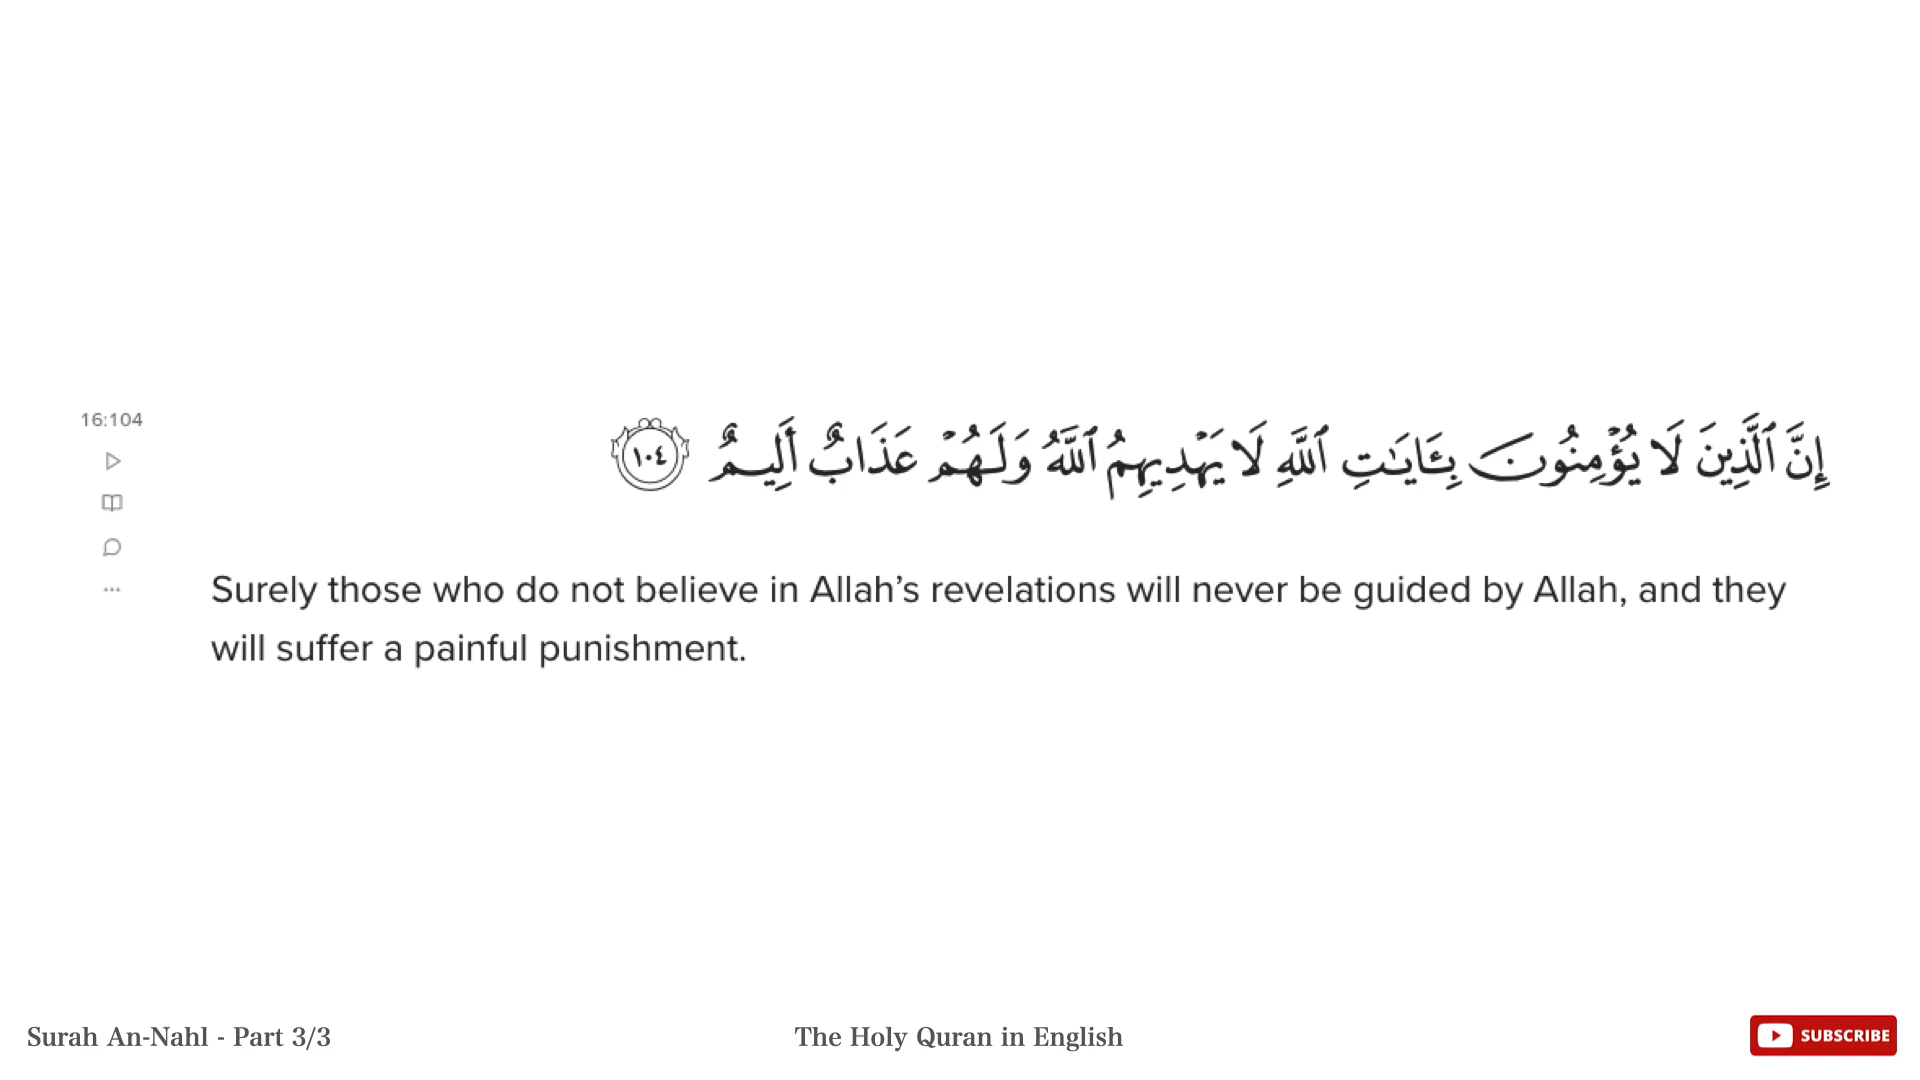 16:104
إِنَّ ٱلَّذِينَ لَا يُؤْمِنُونَ بِـَٔايَـٰتِ ٱللَّهِ لَا يَهْدِيهِمُ ٱللَّهُ وَلَهُمْ عَذَابٌ أَلِيمٌ ١٠٤
Surely those who do not believe in Allah’s revelations will never be guided by Allah, and they
will suffer a painful punishment.
Surah An-Nahl - Part 3/3
The Holy Quran in English
SUBSCRIBE